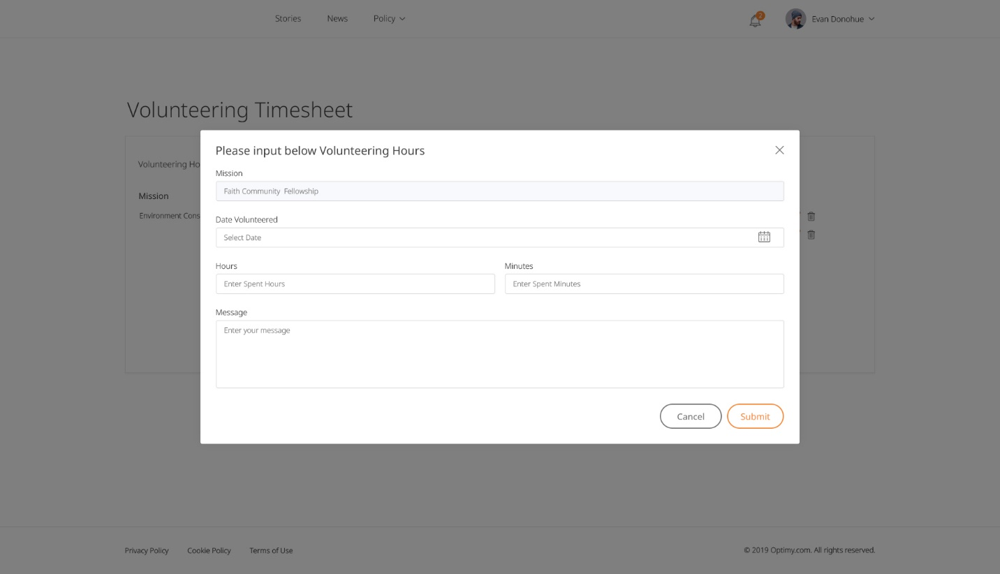 Stories News Policy 2 Evan Donohue
Volunteering Timesheet
Please input below Volunteering Hours
Volunteering Ho
Mission
Faith Community Fellowship
Mission
Environment Cons
Date Volunteered
Select Date
Hours Minutes
Enter Spent Hours Enter Spent Minutes
Message
Enter your message
Cancel Submit
Privacy Policy Cookie Policy Terms of Use © 2019 Optimy.com. All rights reserved.